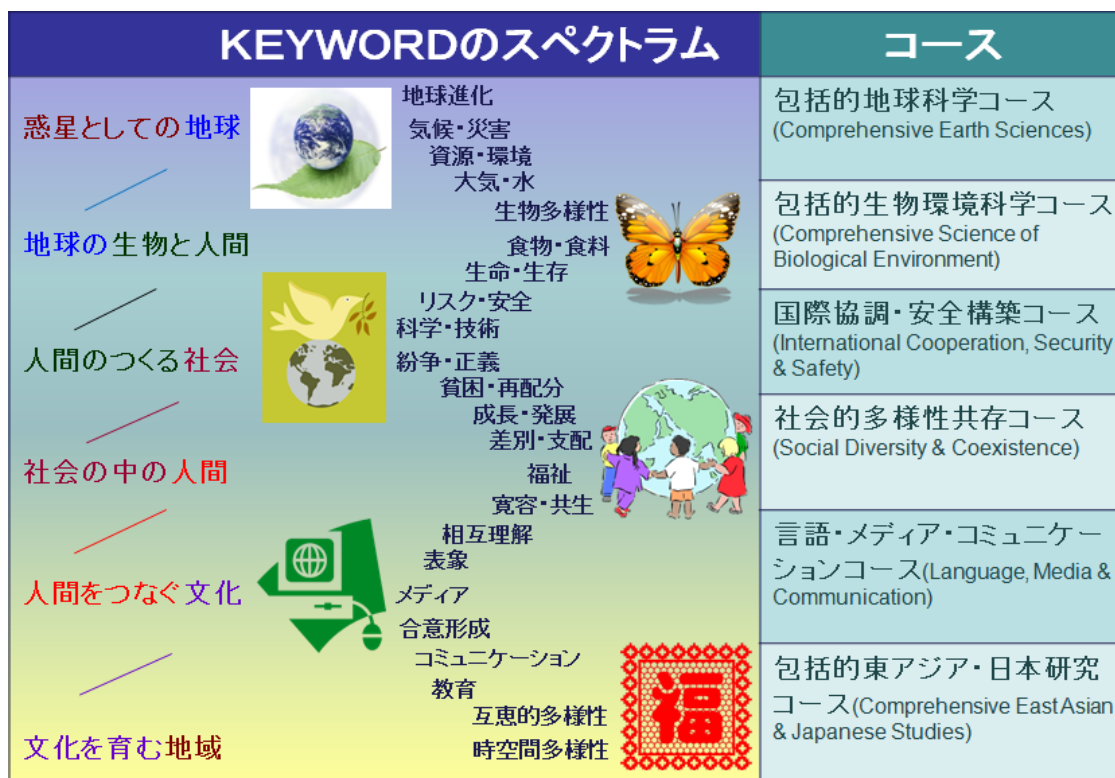 KEYWORDのスペクトラム
コース
惑星としての地球
地球の生物と人間
人間のつくる社会
社会の中の人間
人間をつなぐ文化
文化を育む地域
地球進化
気候・災害
資源・環境
大気・水
生物多様性
食物・食料
生命・生存
リスク・安全
科学・技術
紛争・正義
貧困・再配分
成長・発展
差別・支配
福祉
寛容・共生
相互理解
表象
メディア
合意形成
コミュニケーション
教育
互恵的多様性
時空間多様性
福
包括的地球科学コース
(Comprehensive Earth Sciences)
包括的生物環境科学コース
(Comprehensive Science of
Biological Environment)
国際協調・安全構築コース
(International Cooperation, Security
& Safety)
社会的多様性共存コース
(Social Diversity & Coexistence)
言語・メディア・コミュニケー
ションコース(Language, Media &
Communication)
包括的東アジア・日本研究
コース(Comprehensive East Asian
& Japanese Studies)